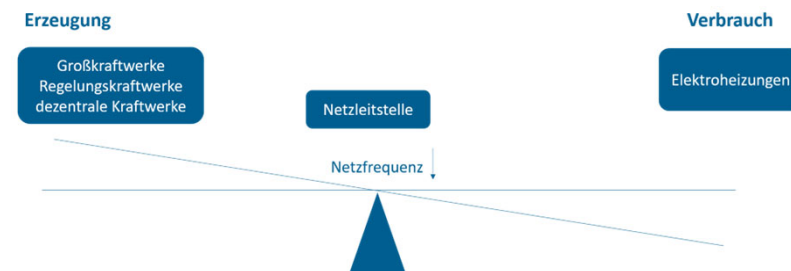 Erzeugung
Verbrauch
Großkraftwerke
Regelungskraftwerke
dezentrale Kraftwerke
Netzleitstelle
Elektroheizungen
Netzfrequenz